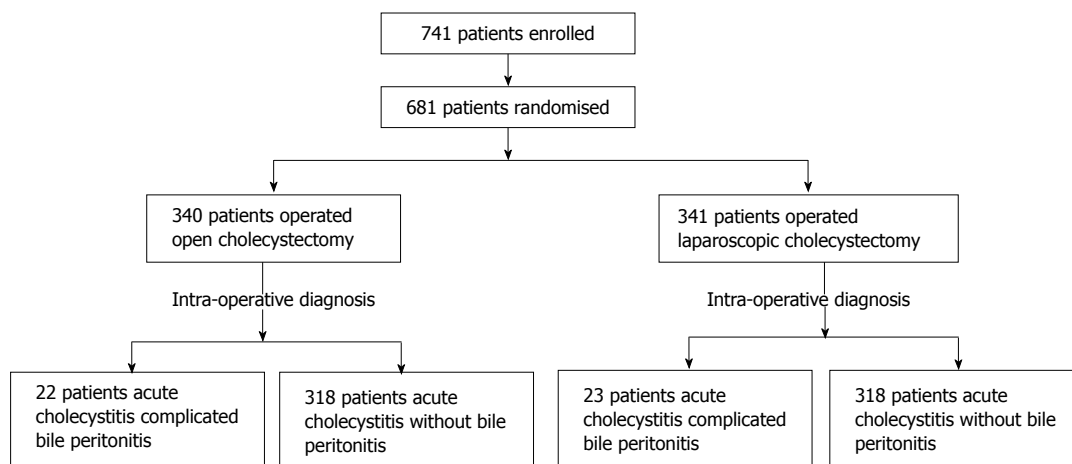 741 patients enrolled
681 patients randomised
340 patients operated
open cholecystectomy
341 patients operated
laparoscopic cholecystectomy
Intra-operative diagnosis
Intra-operative diagnosis
22 patients acute
cholecystitis complicated
bile peritonitis
318 patients acute
cholecystitis without bile
peritonitis
23 patients acute
cholecystitis complicated
bile peritonitis
318 patients acute
cholecystitis without bile
peritonitis